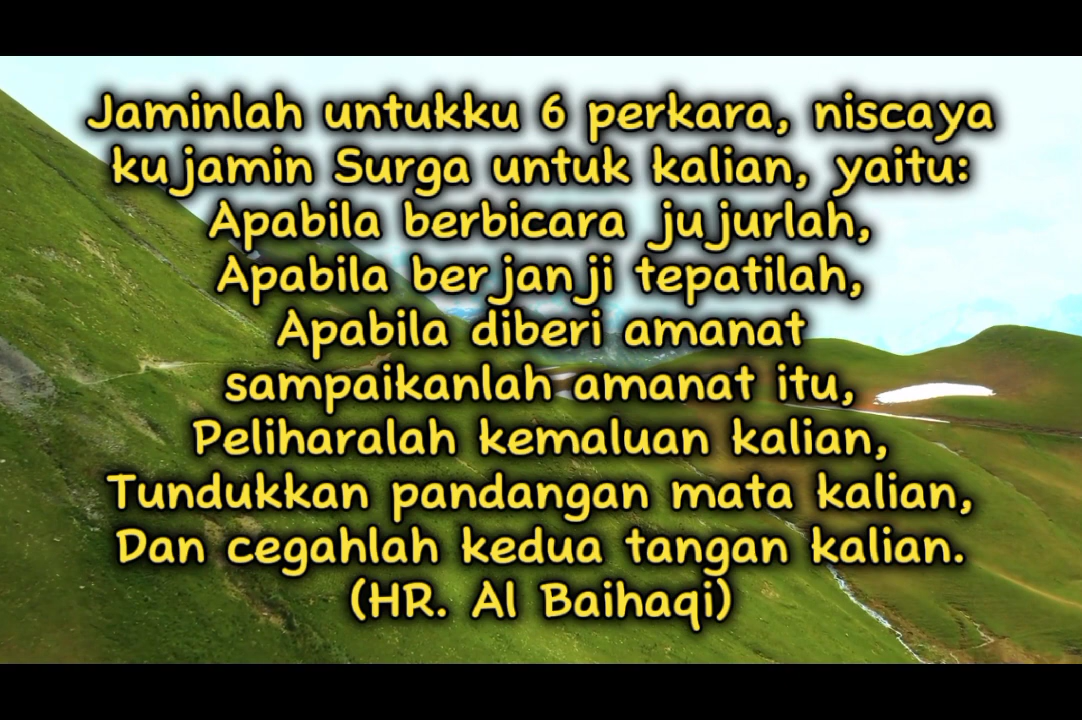 Jaminlah untukku 6 perkara, niscaya
kujamin Surga untuk kalian, yaitu:
Apabila berbicara jujurlah,
Apabila berjanji tepatilah,
Apabila diberi amanat
sampaikanlah amanat itu,
Peliharalah kemaluan kalian,
Tundukkan pandangan mata kalian,
Dan cegahlah kedua tangan kalian.
(HR. Al Baihaqi)